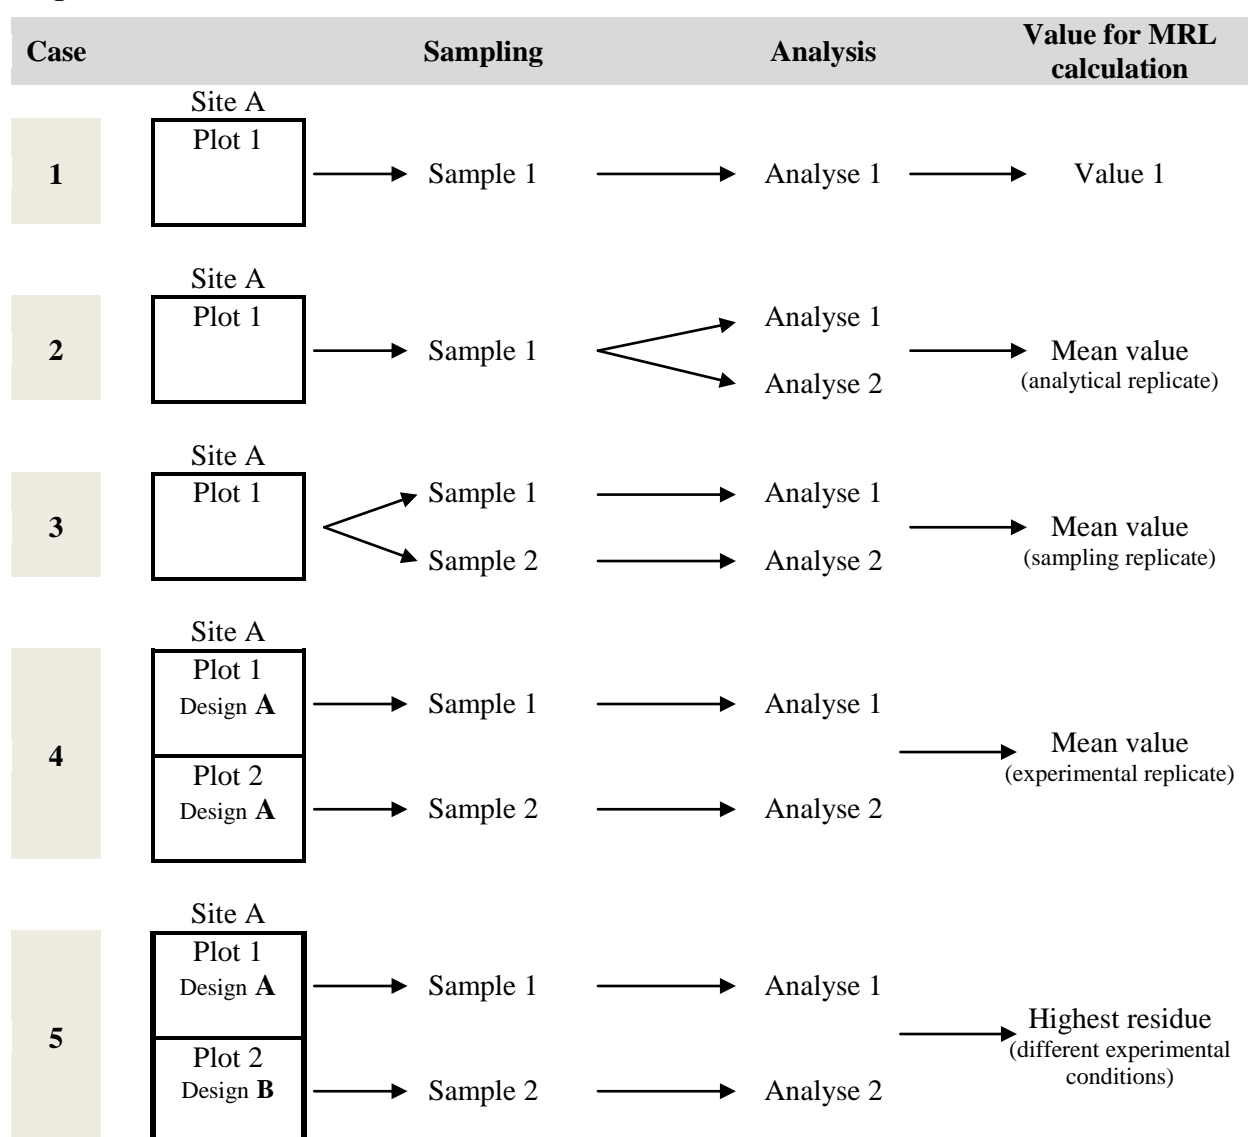 Case Sampling Analysis Value for MRL
calculation
Site A
Plot 1
1 Sample 1 Analyse 1 Value 1
Site A
Plot 1
Analyse 1
2 Sample 1 Mean value
(analytical replicate)
Analyse 2
Site A
Plot 1 Sample 1 Analyse 1
3 Mean value
(sampling replicate)
Sample 2 Analyse 2
Site A
Plot 1
Design A Sample 1 Analyse 1
4 Mean value
(experimental replicate)
Plot 2
Design A Sample 2 Analyse 2
Site A
Plot 1
Design A Sample 1 Analyse 1
5 Highest residue
(different experimental
conditions)
Plot 2
Design B Sample 2 Analyse 2